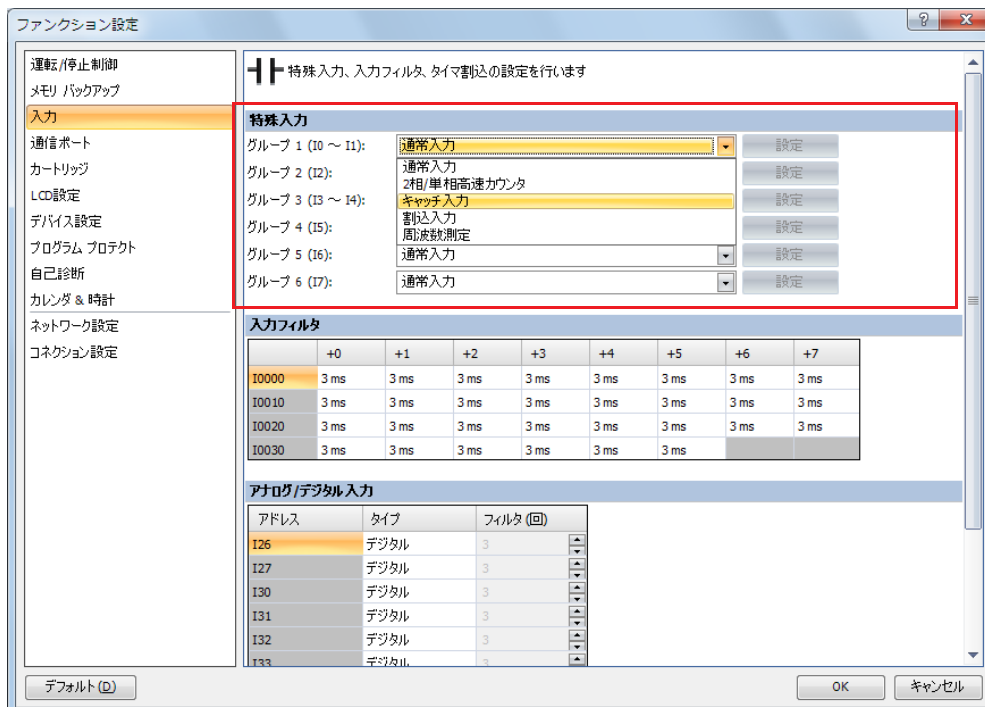 ファンクション設定
運転/停止制御
メモリ バックアップ
入力
通信ポート
カートリッジ
LCD設定
デバイス設定
プログラム プロテクト
自己診断
カレンダ & 時計
ネットワーク設定
コネクション設定
特殊入力、入力フィルタ、タイマ割込の設定を行います
特殊入力
グループ 1 (I0 ～ I1): 通常入力 設定
グループ 2 (I2): 設定
グループ 3 (I3 ～ I4): 設定
グループ 4 (I5): 設定
通常入力
2相/単相高速カウンタ
キャッチ入力
割込入力
周波数測定
グループ 5 (I6): 通常入力 設定
グループ 6 (I7): 通常入力 設定
入力フィルタ
+0 +1 +2 +3 +4 +5 +6 +7
I0000 3 ms 3 ms 3 ms 3 ms 3 ms 3 ms 3 ms 3 ms
I0010 3 ms 3 ms 3 ms 3 ms 3 ms 3 ms 3 ms 3 ms
I0020 3 ms 3 ms 3 ms 3 ms 3 ms 3 ms 3 ms 3 ms
I0030 3 ms 3 ms 3 ms 3 ms 3 ms 3 ms
アナログ/デジタル入力
アドレス タイプ フィルタ (回)
I26 デジタル 3
I27 デジタル 3
I30 デジタル 3
I31 デジタル 3
I32 デジタル 3
I33 デジタル 3
デフォルト(D) OK キャンセル